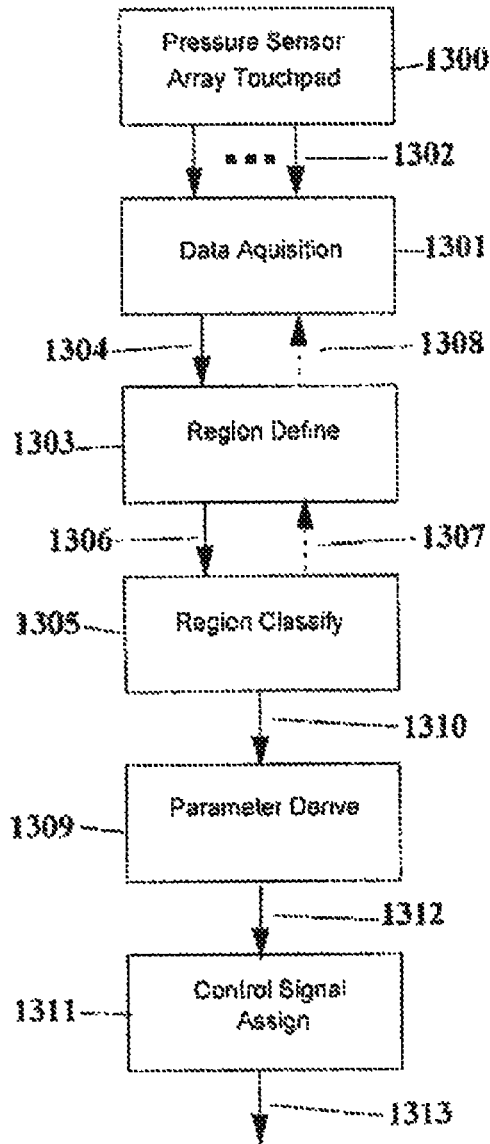 Pressure Sensor
Array Touchpad
1300
1302
Data Aquisition
1301
1304
1308
Region Define
1303
1306
1307
Region Classify
1305
1310
Parameter Derive
1309
1312
Control Signal
Assign
1311
1313